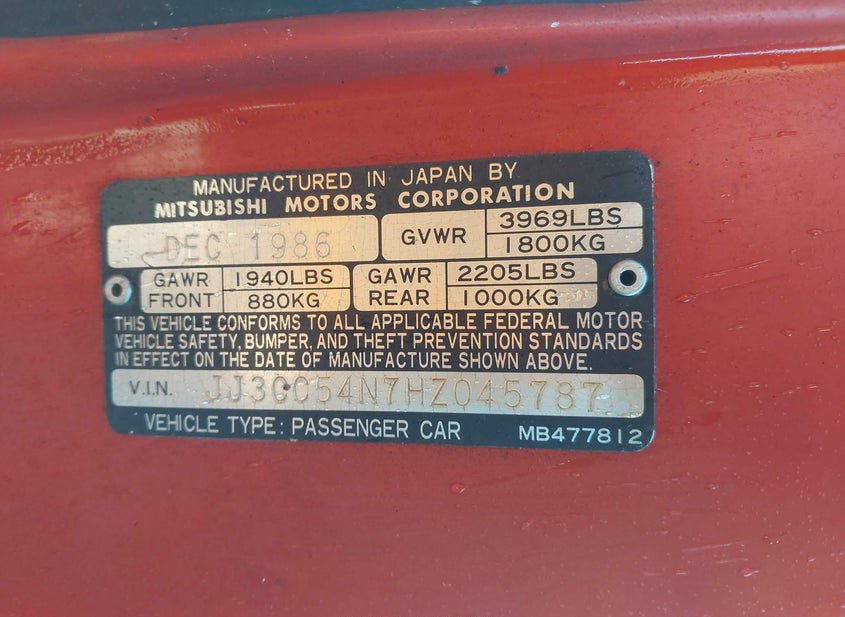 MANUFACTURED IN JAPAN BY
MITSUBISHI MOTORS CORPORATION
DEC 1986
GVWR
3969LBS
1800KG
GAWR FRONT
1940LBS
880KG
GAWR REAR
2205LBS
1000KG
THIS VEHICLE CONFORMS TO ALL APPLICABLE FEDERAL MOTOR
VEHICLE SAFETY, BUMPER, AND THEFT PREVENTION STANDARDS
IN EFFECT ON THE DATE OF MANUFACTURE SHOWN ABOVE.
V.I.N. JJ3CC54N7HZ045787
VEHICLE TYPE: PASSENGER CAR MB477812